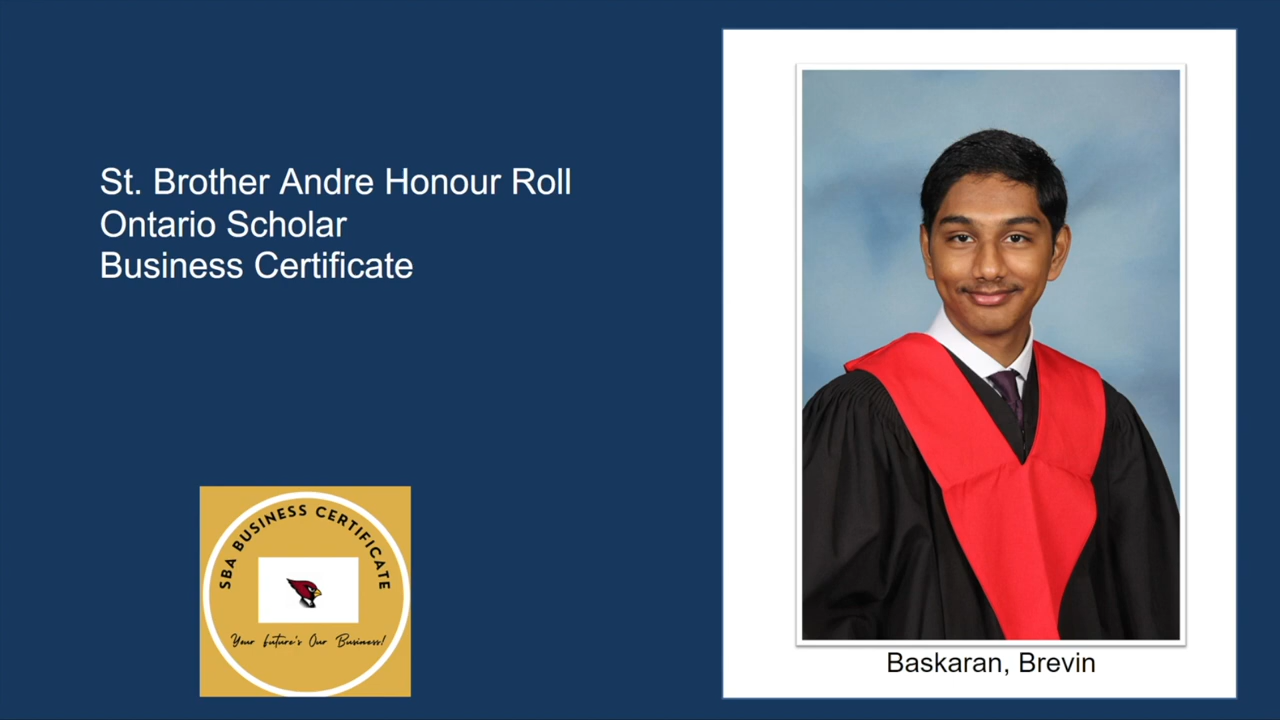 St. Brother Andre Honour Roll
Ontario Scholar
Business Certificate
SBA BUSINESS CERTIFICATE
Your future's Our Business!
Baskaran, Brevin